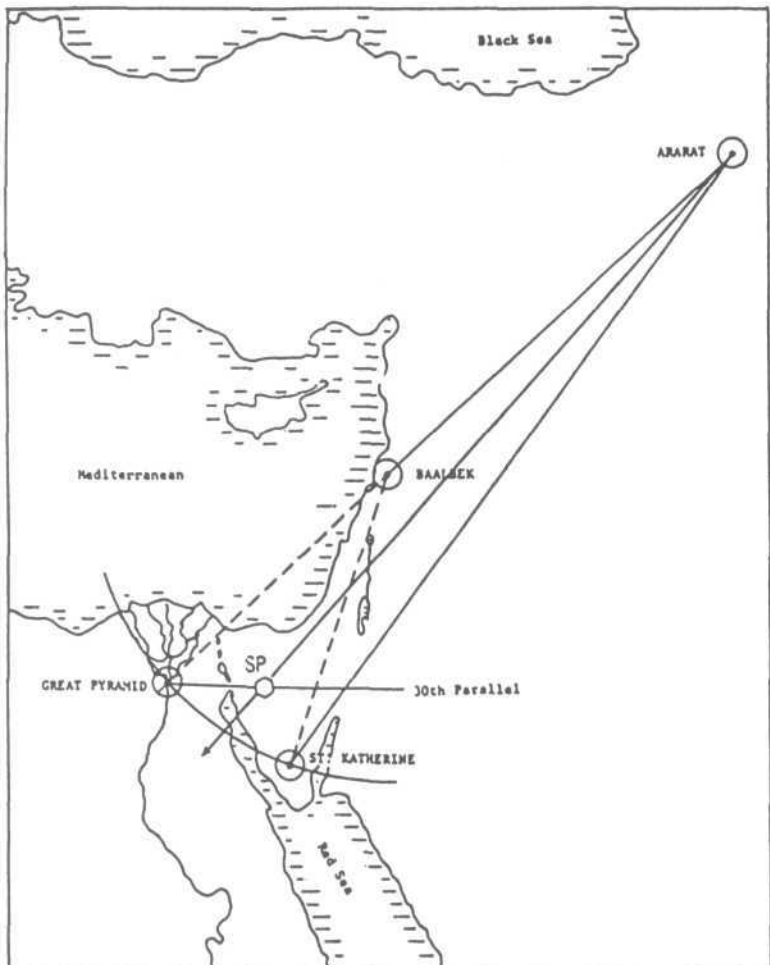 Black Sea
ARARAT
Mediterranean
BAALBEK
SP
GREAT PYRAMID
30th Parallel
ST. KATHERINE
Red Sea